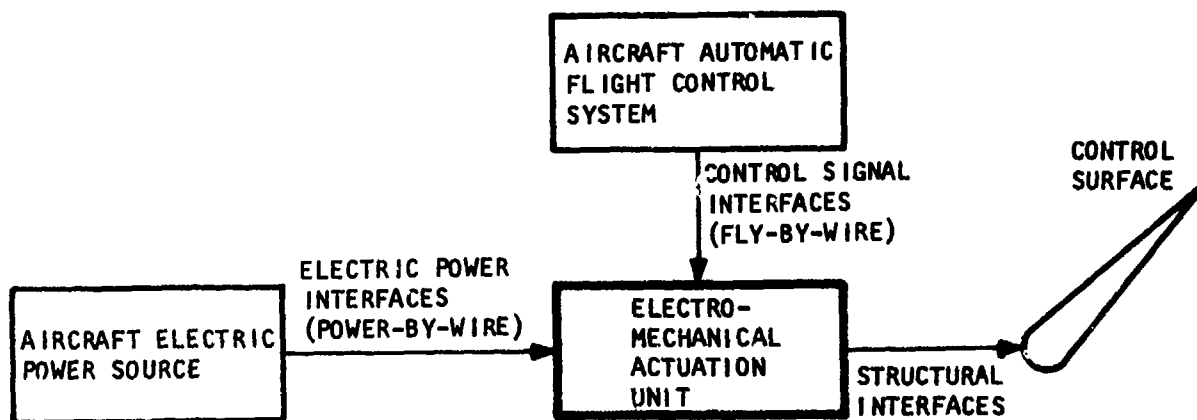 AIRCRAFT AUTOMATIC
FLIGHT CONTROL
SYSTEM
CONTROL SIGNAL
INTERFACES
(FLY-BY-WIRE)
CONTROL
SURFACE
ELECTRIC POWER
INTERFACES
(POWER-BY-WIRE)
AIRCRAFT ELECTRIC
POWER SOURCE
ELECTRO-
MECHANICAL
ACTUATION
UNIT
STRUCTURAL
INTERFACES